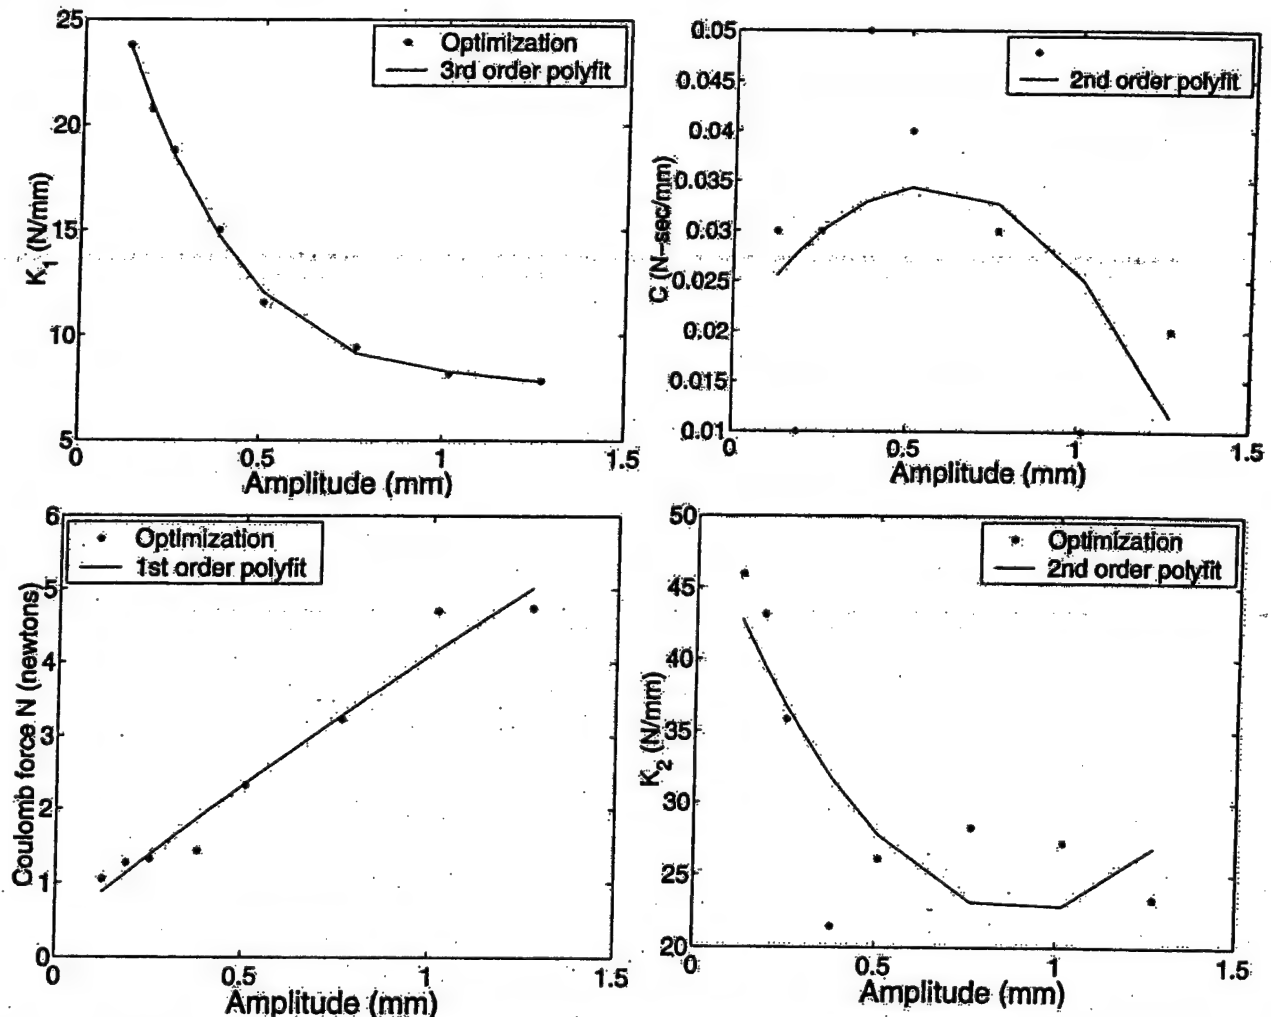 25
20
15
10
5
0
0.5
1
1.5
K1 (N/mm)
Amplitude (mm)
Optimization
3rd order polyfit
0.05
0.045
0.04
0.035
0.03
0.025
0.02
0.015
0.01
0
0.5
1
1.5
C (N-sec/mm)
Amplitude (mm)
2nd order polyfit
6
5
4
3
2
1
0
0
0.5
1
1.5
Coulomb force N (newtons)
Amplitude (mm)
Optimization
1st order polyfit
50
45
40
35
30
25
20
0
0.5
1
1.5
K2 (N/mm)
Amplitude (mm)
Optimization
2nd order polyfit